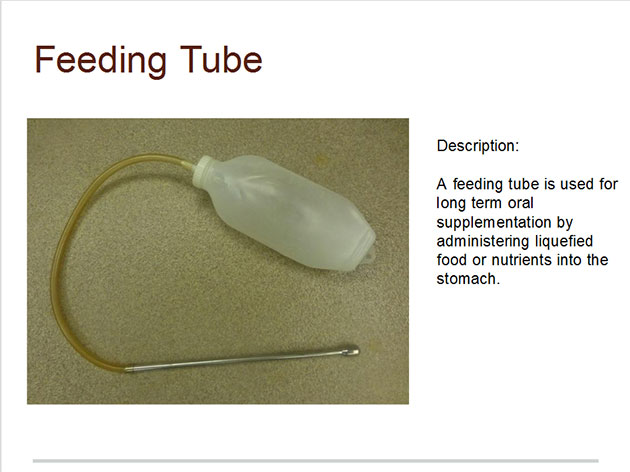 Feeding Tube
Description:
A feeding tube is used for
long term oral
supplementation by
administering liquefied
food or nutrients into the
stomach.